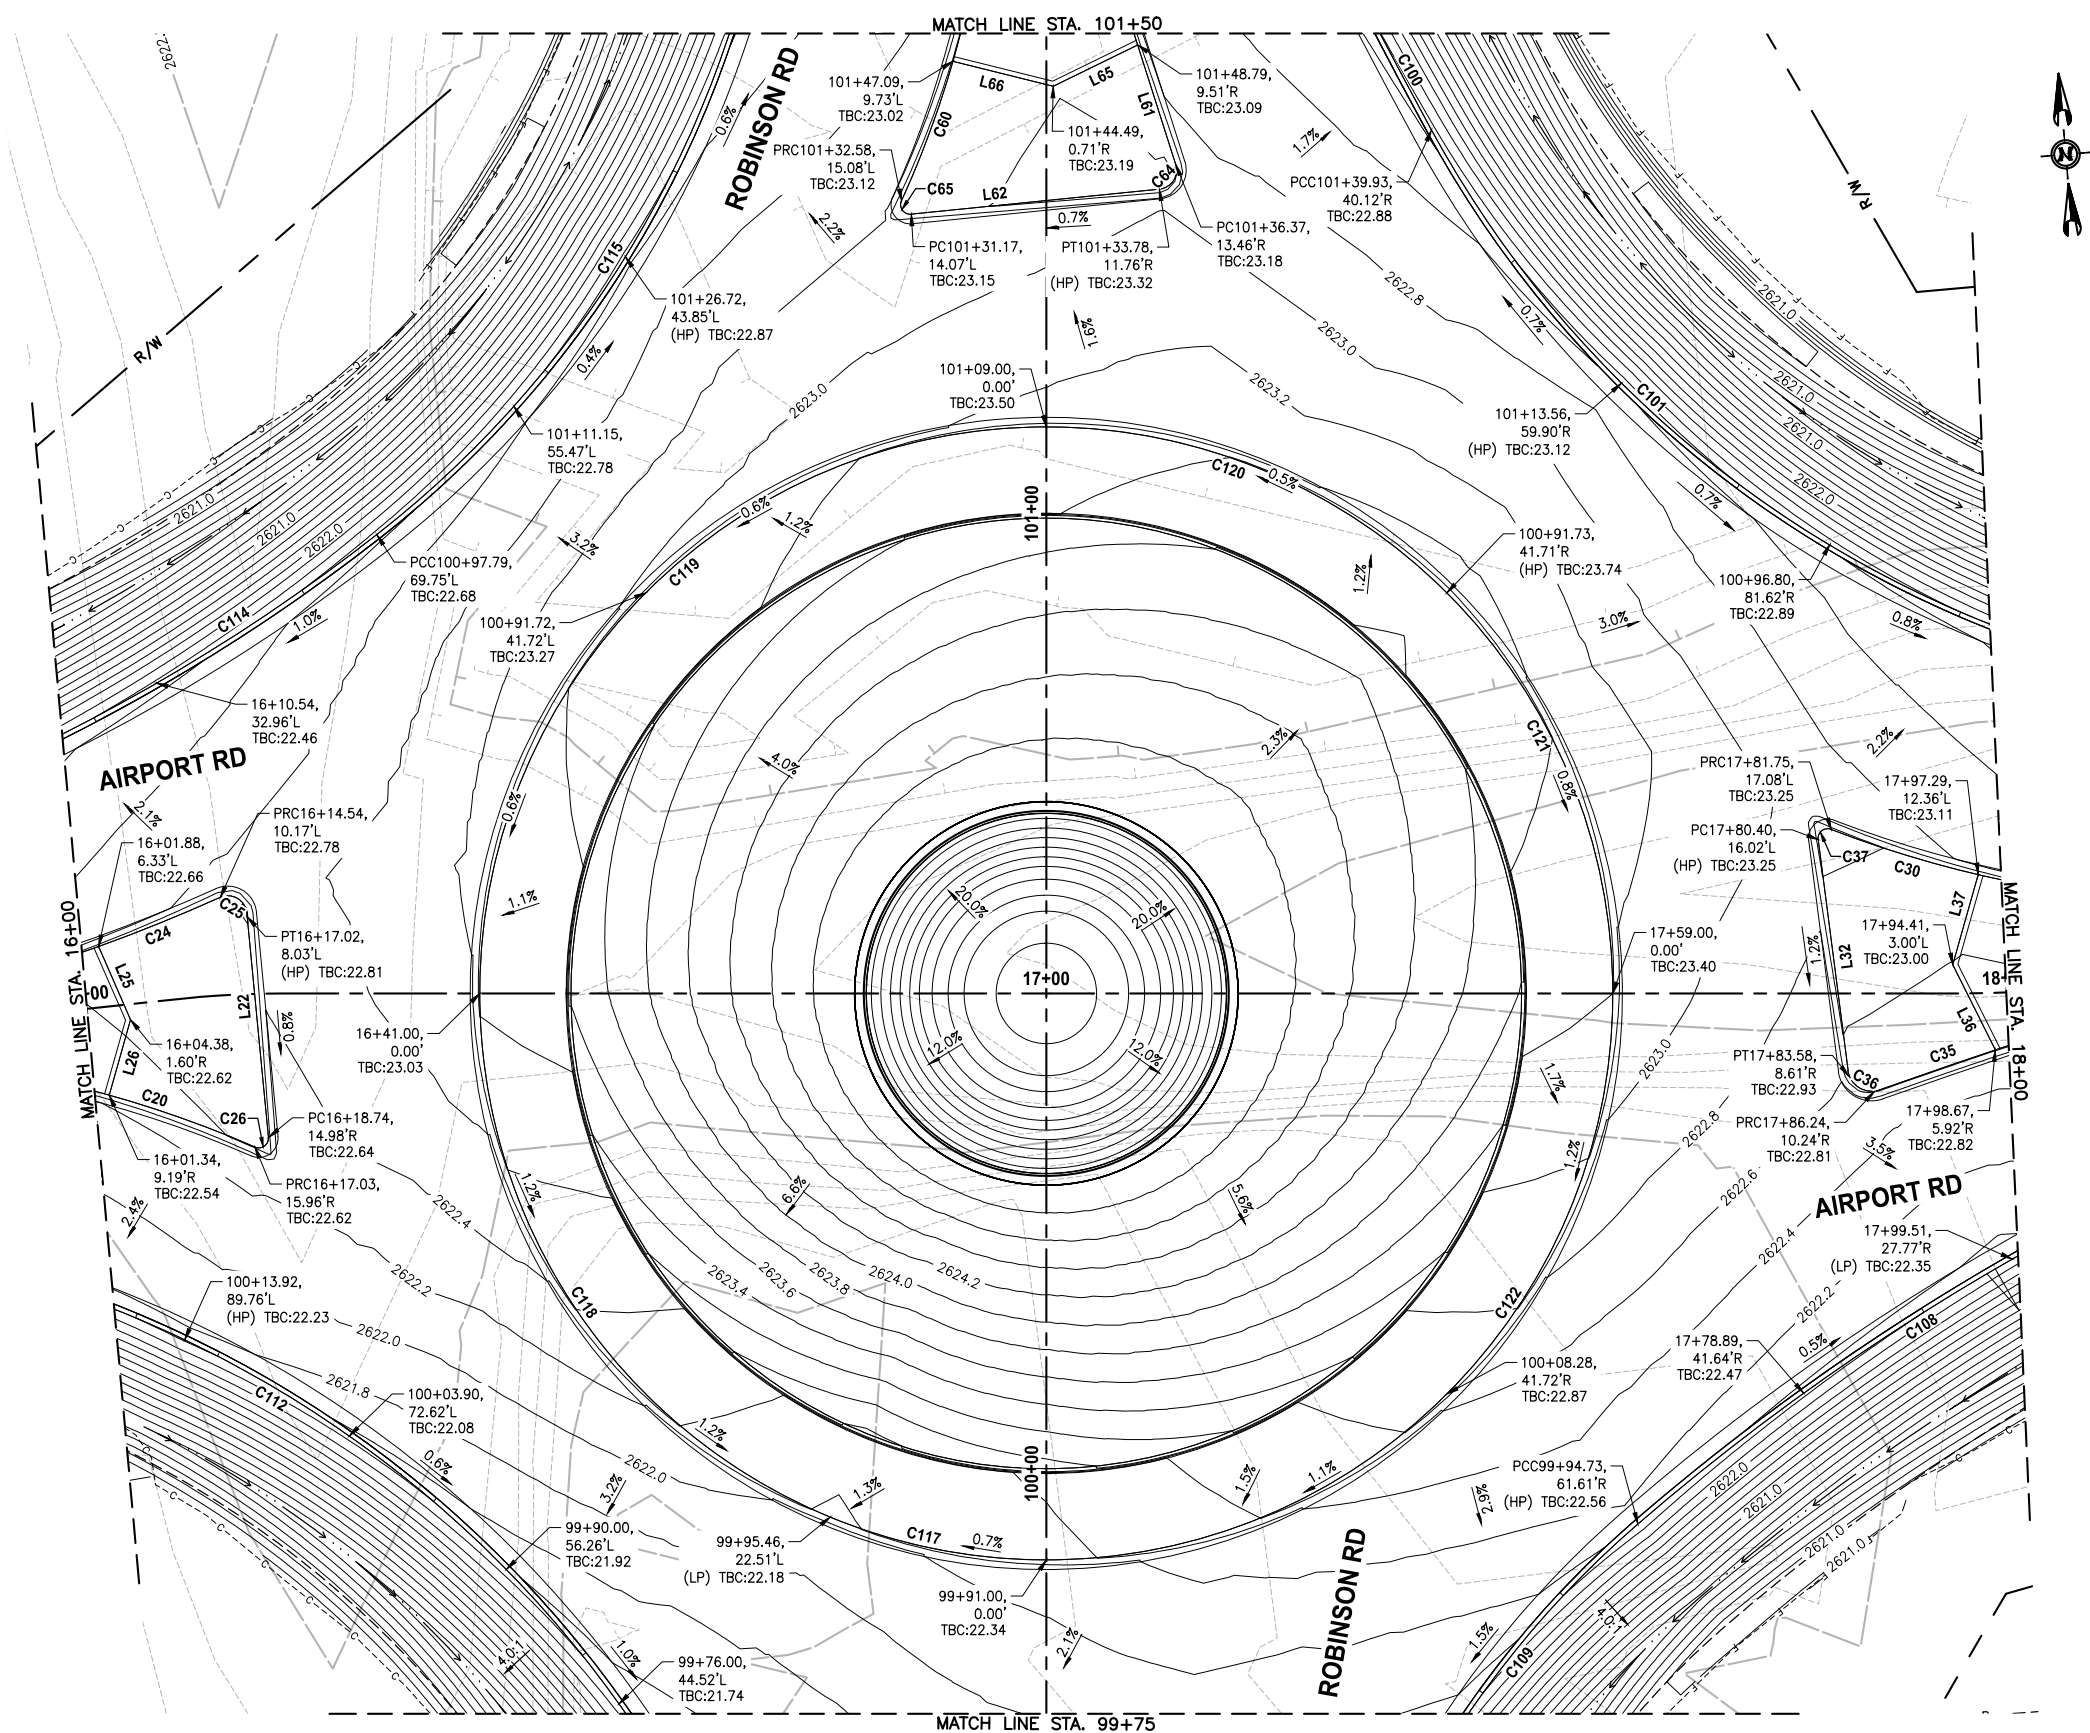 MATCH LINE STA. 101+50
2622.
ROBINSON RD
0.6%
101+47.09,
9.73'L
TBC:23.02
L66
L65
C60
L61
101+48.79,
9.51'R
TBC:23.09
101+44.49,
0.71'R
TBC:23.19
PRC101+32.58,
15.08'L
TBC:23.12
C65
L62
C64
0.7%
2.2%
PC101+31.17,
14.07'L
TBC:23.15
PT101+33.78,
11.76'R
(HP) TBC:23.32
PC101+36.37,
13.46'R
TBC:23.18
1.7%
C100
PCC101+39.93,
40.12'R
TBC:22.88
R/W
N
R/W
C115
101+26.72,
43.85'L
(HP) TBC:22.87
0.4%
1.6%
2622.8
2623.0
2623.2
0.7%
2621.0
2621.0
2621.0
2622.0
C101
101+13.56,
59.90'R
(HP) TBC:23.12
0.7%
101+09.00,
0.00'
TBC:23.50
2623.0
101+11.15,
55.47'L
TBC:22.78
2621.0
2621.0
2622.0
PCC100+97.79,
69.75'L
TBC:22.68
C114
1.0%
3.2%
0.6%
1.2%
C119
C120
0.5%
101+00
1.2%
100+91.73,
41.71'R
(HP) TBC:23.74
100+96.80,
81.62'R
TBC:22.89
3.0%
0.8%
100+91.72,
41.72'L
TBC:23.27
16+10.54,
32.96'L
TBC:22.46
AIRPORT RD
2.1%
4.0%
2.3%
0.6%
C121
0.8%
2.2%
PRC17+81.75,
17.08'L
TBC:23.25
17+97.29,
12.36'L
TBC:23.11
PC17+80.40,
16.02'L
(HP) TBC:23.25
C37
C30
L37
PRC16+14.54,
10.17'L
TBC:22.78
16+01.88,
6.33'L
TBC:22.66
C25
C24
1.1%
20.0%
20.0%
17+00
12.0%
12.0%
PT16+17.02,
8.03'L
(HP) TBC:22.81
L25
L22
MATCH LINE STA. 16+00
+00
17+59.00,
0.00'
TBC:23.40
1.2%
L32
17+94.41,
3.00'L
TBC:23.00
18+
MATCH LINE STA. 18+00
L36
16+04.38,
1.60'R
TBC:22.62
0.8%
16+41.00,
0.00'
TBC:23.03
L26
C20
C26
PC16+18.74,
14.98'R
TBC:22.64
16+01.34,
9.19'R
TBC:22.54
PRC16+17.03,
15.96'R
TBC:22.62
2.4%
1.7%
2623.0
PT17+83.58,
8.61'R
TBC:22.93
C35
C36
2622.8
PRC17+86.24,
10.24'R
TBC:22.81
17+98.67,
5.92'R
TBC:22.82
3.5%
1.2%
1.2%
6.6%
5.6%
2622.6
AIRPORT RD
2622.4
2622.4
2622.2
17+99.51,
27.77'R
(LP) TBC:22.35
2622.2
100+13.92,
89.76'L
(HP) TBC:22.23
2622.0
C118
2623.4
2623.6
2623.8
2624.0
2624.2
C122
17+78.89,
41.64'R
TBC:22.47
0.5%
C108
C112
2621.8
100+03.90,
72.62'L
TBC:22.08
0.6%
1.2%
100+08.28,
41.72'R
TBC:22.87
2622.0
3.2%
1.3%
100+00
1.5%
1.1%
2.9%
PCC99+94.73,
61.61'R
(HP) TBC:22.56
2622.0
2621.0
2621.0
2621.0
99+90.00,
56.26'L
TBC:21.92
99+95.46,
22.51'L
(LP) TBC:22.18
C117
0.7%
99+91.00,
0.00'
TBC:22.34
2.1%
ROBINSON RD
1.5%
C109
4.0:1
4.0:1
1.0%
99+76.00,
44.52'L
TBC:21.74
MATCH LINE STA. 99+75